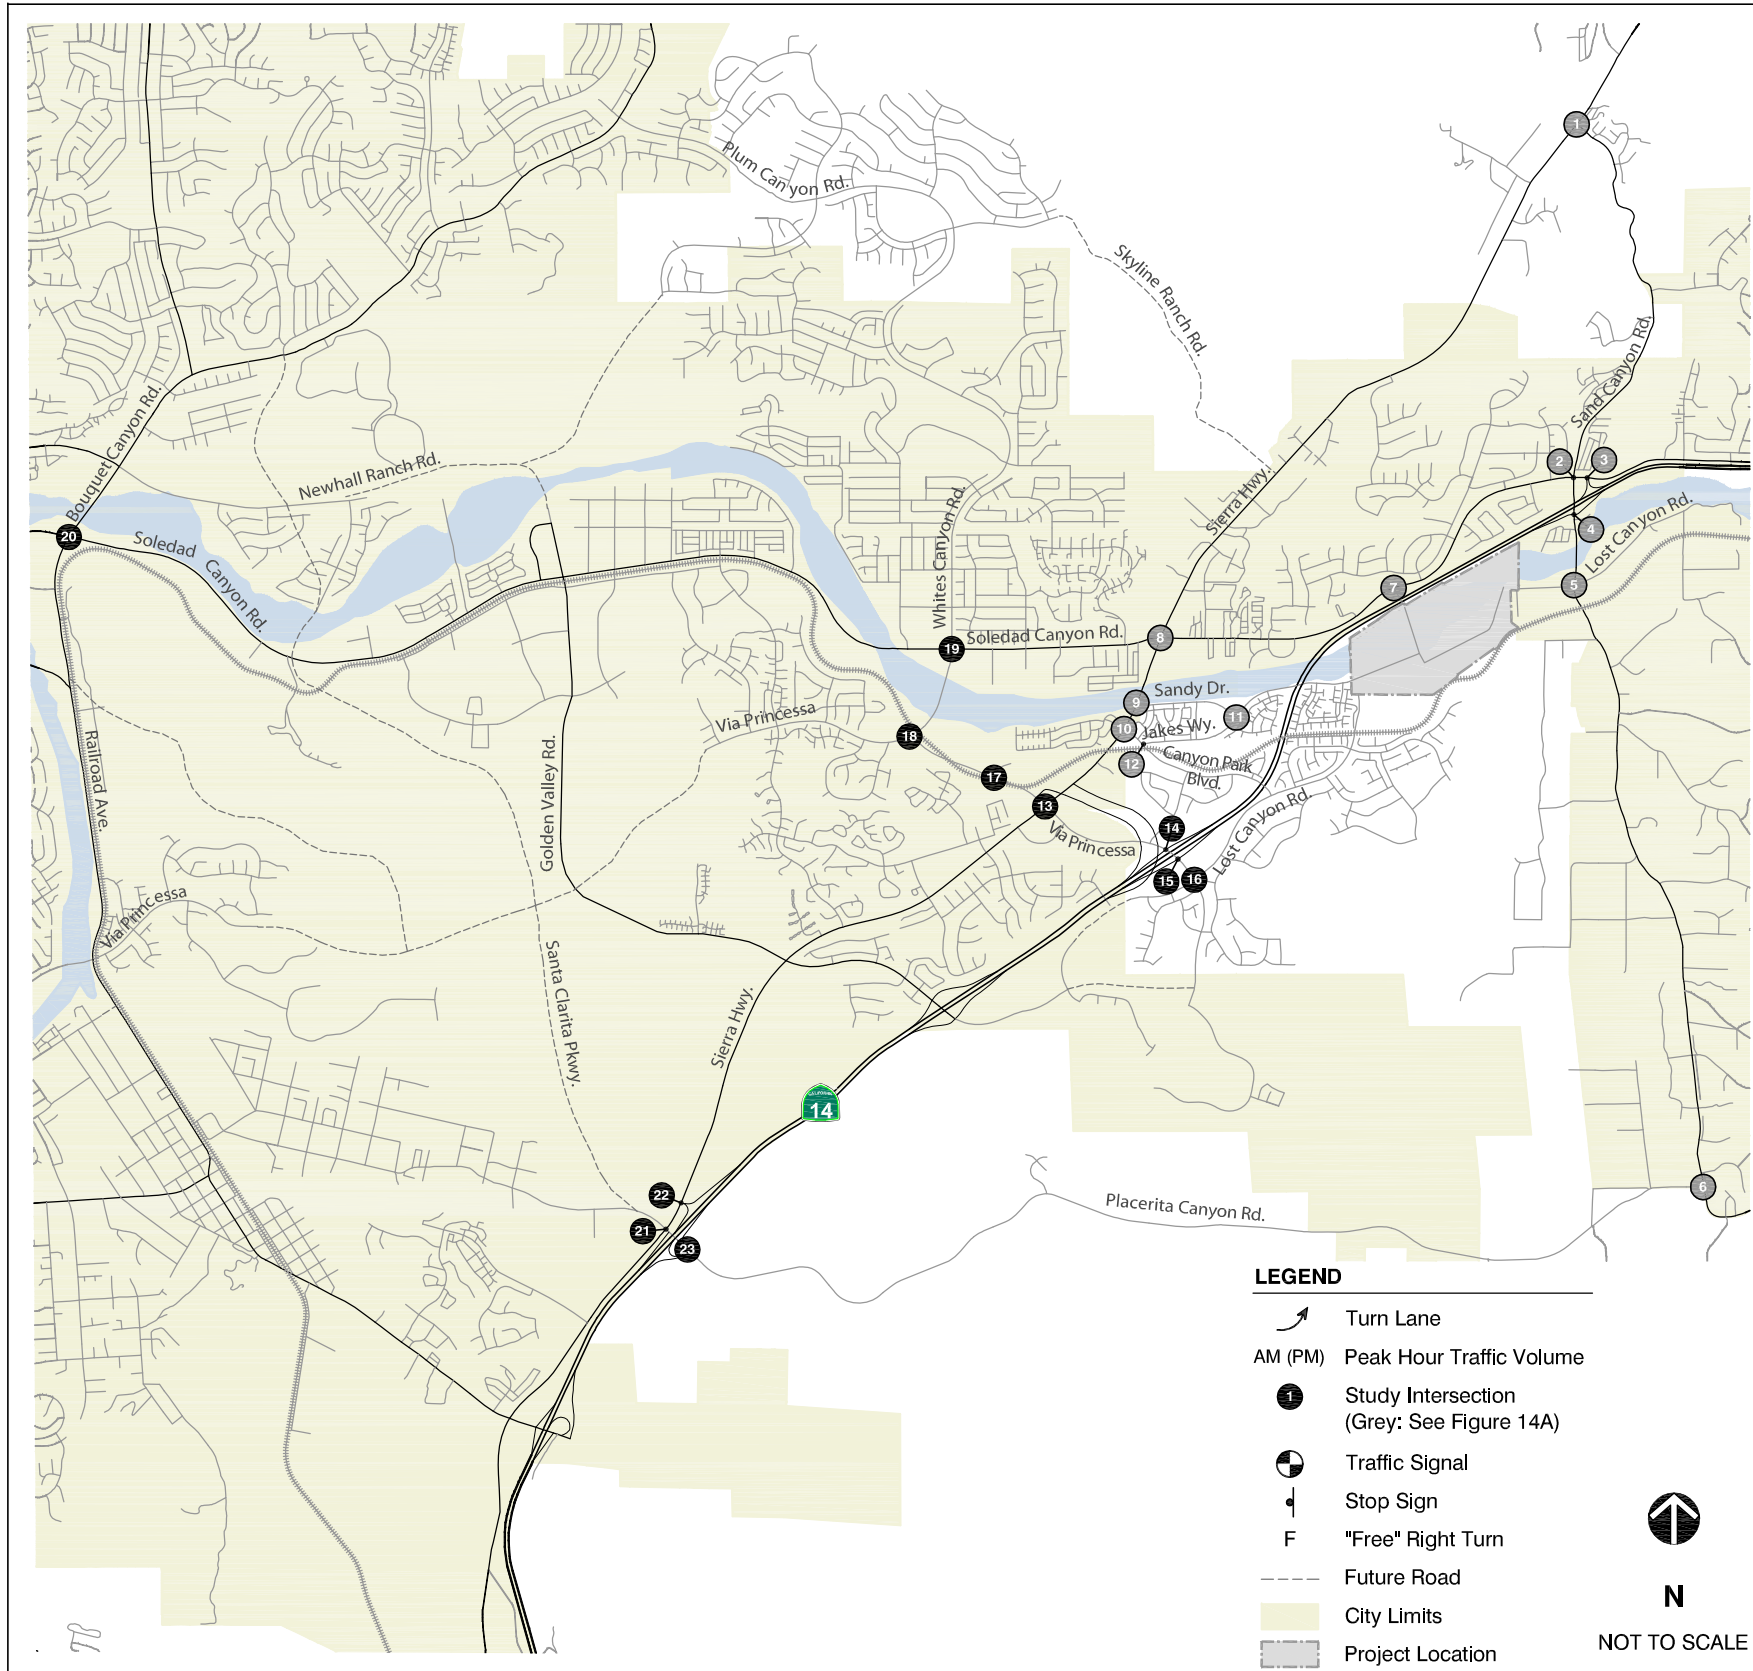 1
Plum Canyon Rd.
Skyline Ranch Rd.
Sand Canyon Rd.
Bouquet Canyon Rd.
Newhall Ranch Rd.
2
3
Sierra Hwy.
Whites Canyon Rd.
Lost Canyon Rd.
4
20
Soledad
Canyon Rd.
5
7
8
Soledad Canyon Rd.
19
Sandy Dr.
9
11
10
Jakes Wy.
Via Princessa
18
12
Canyon Park
Blvd.
17
13
Railroad Ave.
Golden Valley Rd.
14
Via Princessa
Lost Canyon Rd.
15
16
Via Princessa
Santa Clarita Pkwy.
Sierra Hwy.
CALIFORNIA
14
22
21
23
Placerita Canyon Rd.
6
LEGEND
Turn Lane
AM (PM) Peak Hour Traffic Volume
1 Study Intersection
(Grey: See Figure 14A)
Traffic Signal
Stop Sign
F "Free" Right Turn
Future Road
City Limits
Project Location
N
NOT TO SCALE